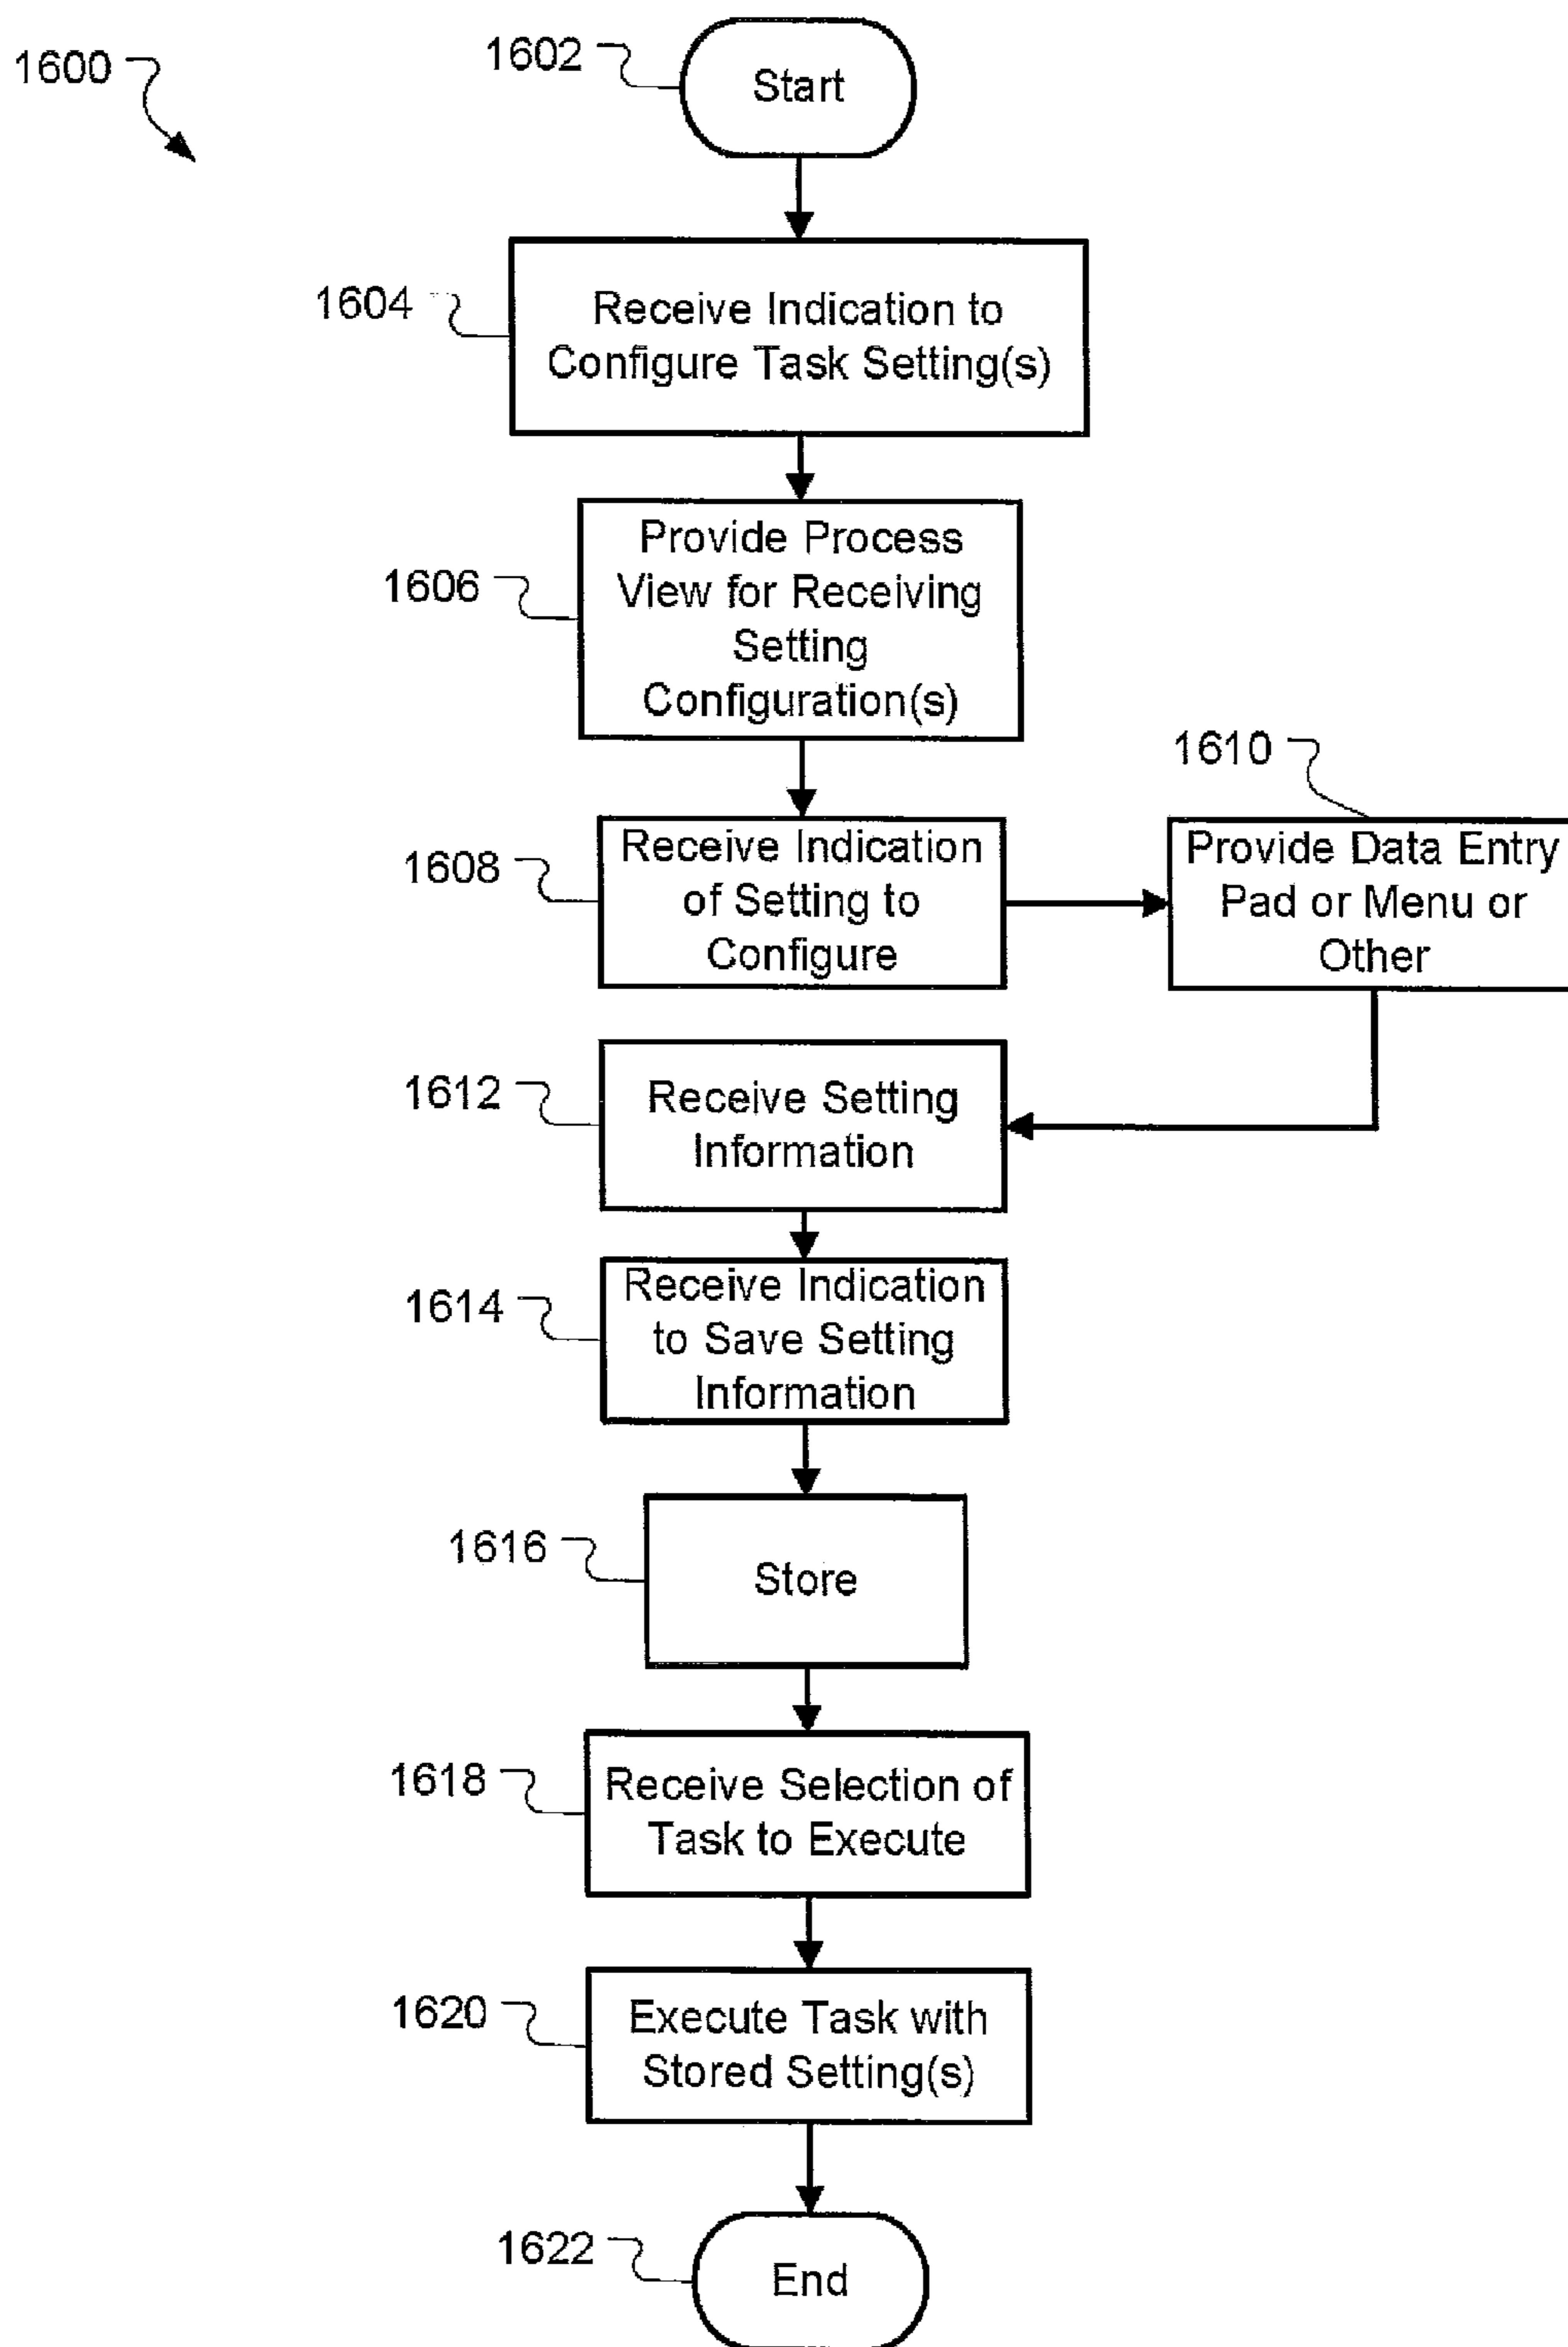 1600
1602
Start
1604
Receive Indication to
Configure Task Setting(s)
1606
Provide Process
View for Receiving
Setting
Configuration(s)
1608
Receive Indication
of Setting to
Configure
1610
Provide Data Entry
Pad or Menu or
Other
1612
Receive Setting
Information
1614
Receive Indication
to Save Setting
Information
1616
Store
1618
Receive Selection of
Task to Execute
1620
Execute Task with
Stored Setting(s)
1622
End